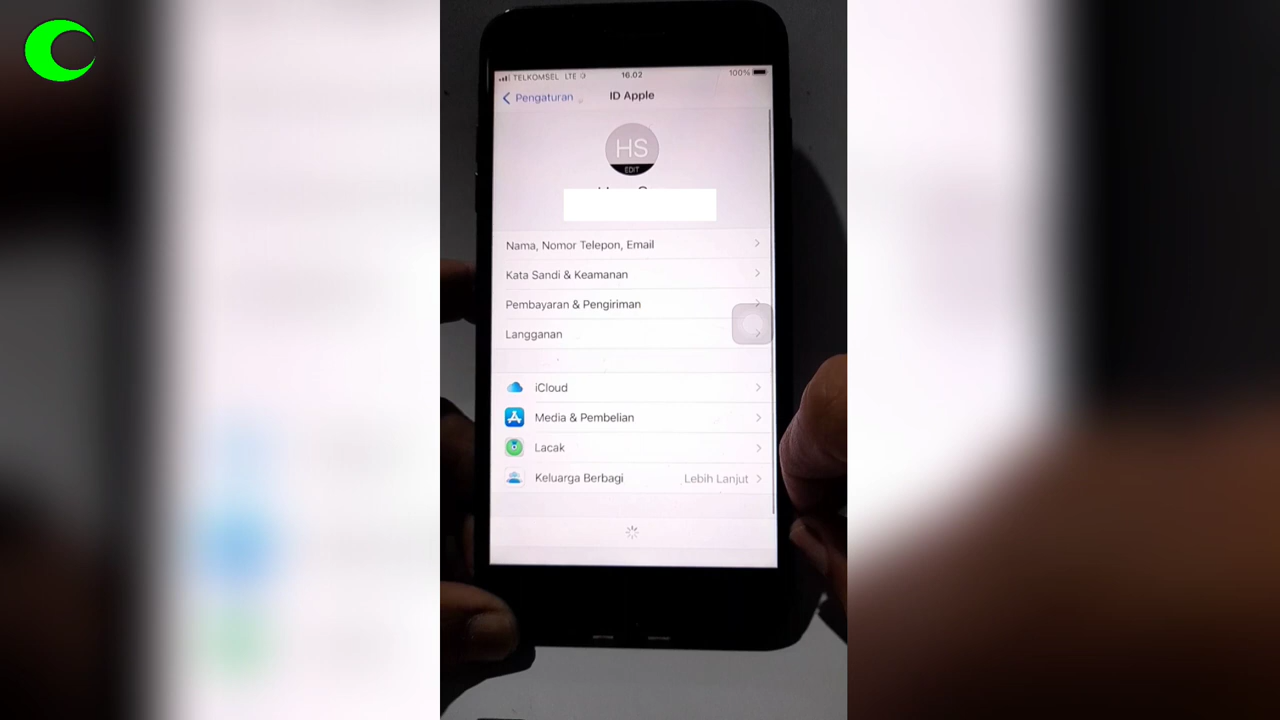 TELKOMSEL LTE 16.02 100%
Pengaturan ID Apple
HS
EDIT
Nama, Nomor Telepon, Email
Kata Sandi & Keamanan
Pembayaran & Pengiriman
Langganan
iCloud
Media & Pembelian
Lacak
Keluarga Berbagi Lebih Lanjut